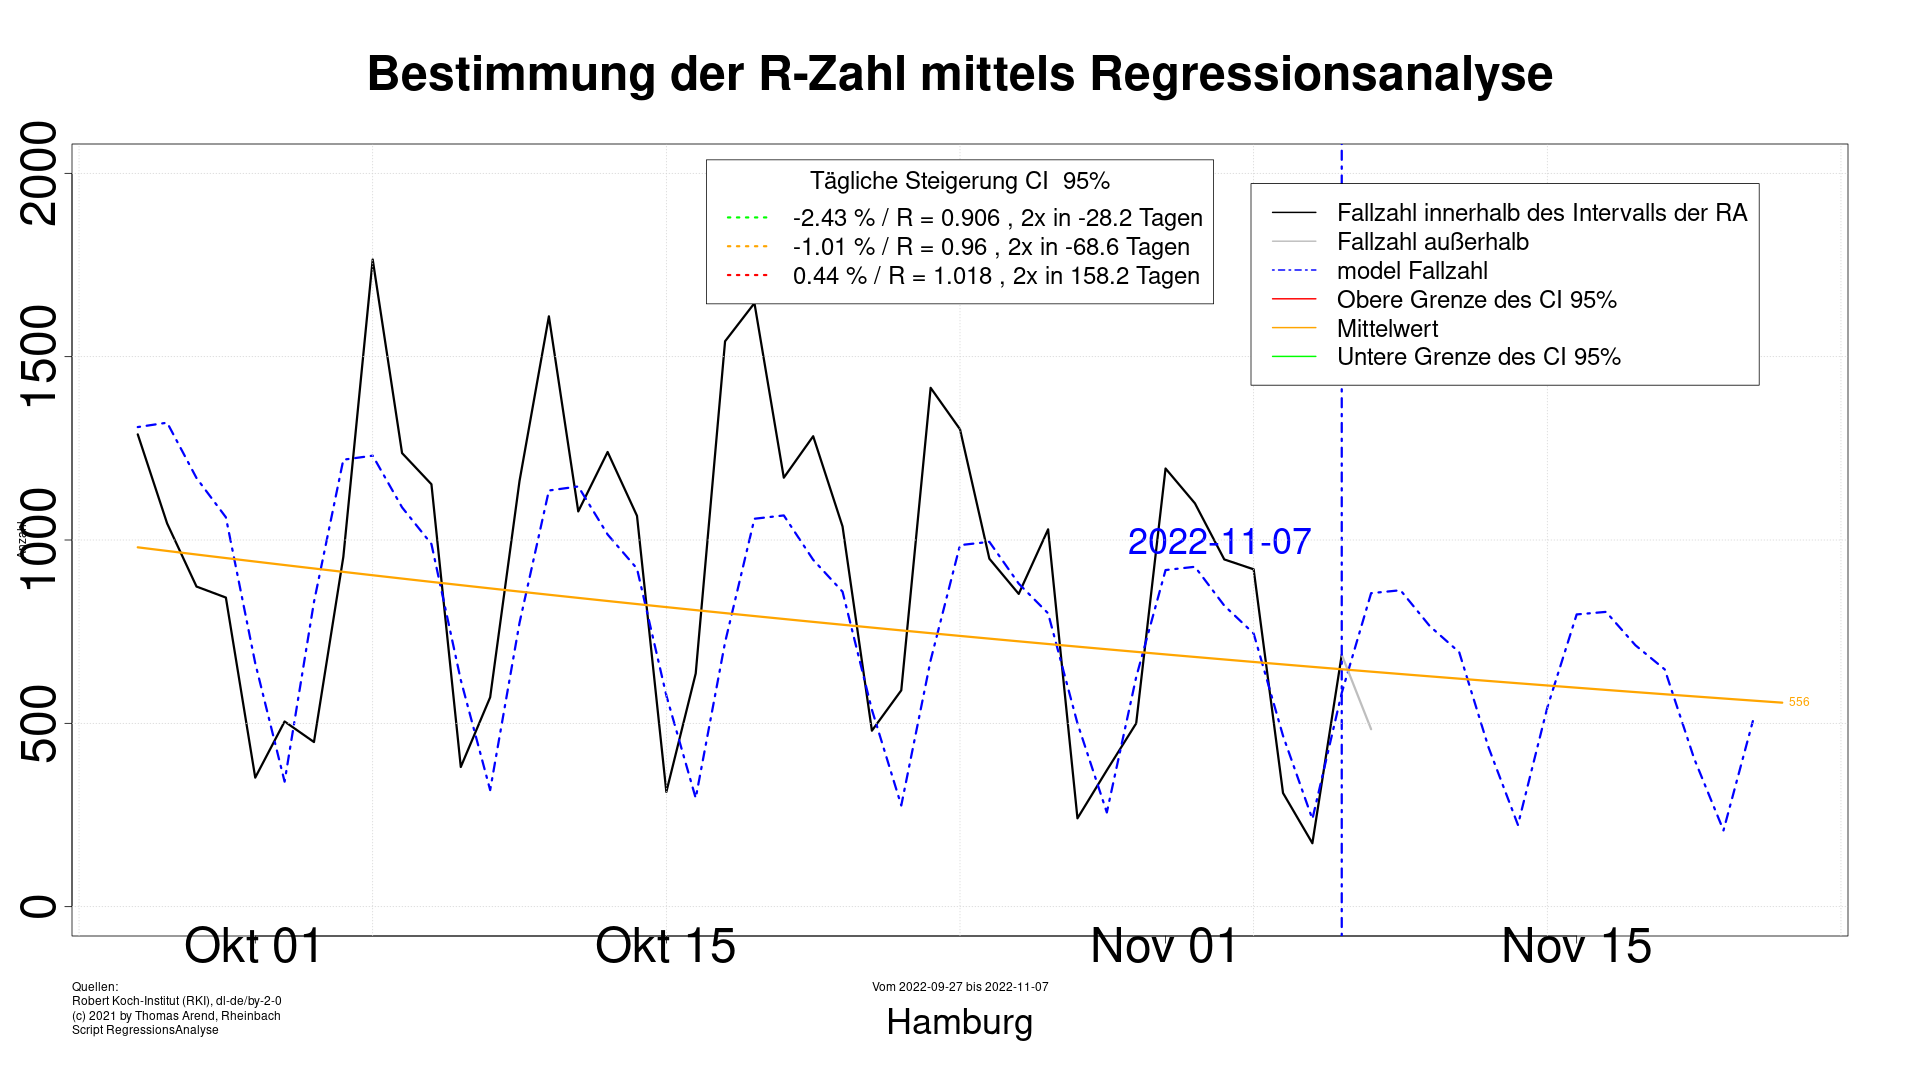 Bestimmung der R-Zahl mittels Regressionsanalyse
Anzahl
2000
1500
1000
500
0
Tägliche Steigerung CI  95%
-2.43 % / R = 0.906 , 2x in -28.2 Tagen
-1.01 % / R = 0.96 , 2x in -68.6 Tagen
0.44 % / R = 1.018 , 2x in 158.2 Tagen
Fallzahl innerhalb des Intervalls der RA
Fallzahl außerhalb
model Fallzahl
Obere Grenze des CI 95%
Mittelwert
Untere Grenze des CI 95%
2022-11-07
556
Okt 01
Okt 15
Nov 01
Nov 15
Quellen:
Robert Koch-Institut (RKI), dl-de/by-2-0
(c) 2021 by Thomas Arend, Rheinbach
Script RegressionsAnalyse
Vom 2022-09-27 bis 2022-11-07
Hamburg